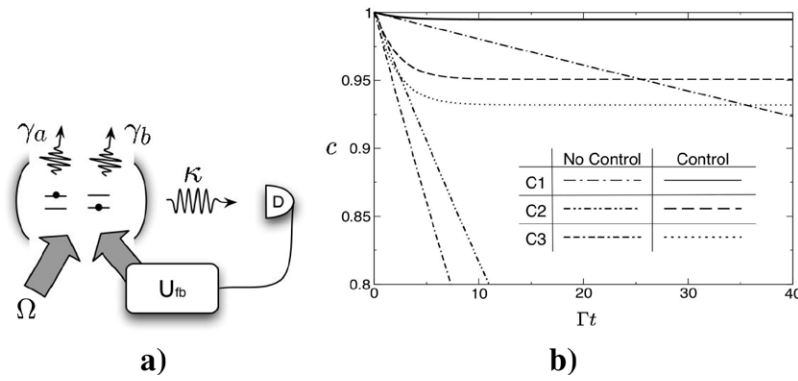 γa γb
κ
D
Ω
Ufb
a)
1
0.95
c 0.9
0.85
0.8
0 10 20 30 40
Γt
No Control Control
C1
C2
C3
b)